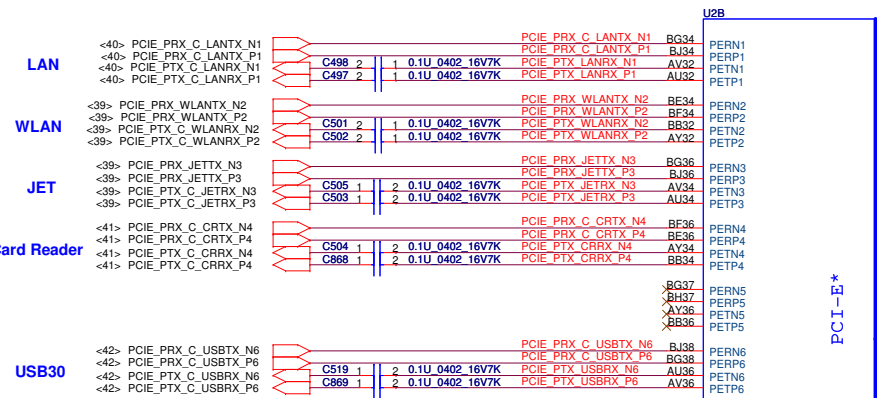 U2B
LAN
<40> PCIE_PRX_C_LANTX_N1 PCIE_PRX_C_LANTX_N1 BG34 PERN1
<40> PCIE_PRX_C_LANTX_P1 PCIE_PRX_C_LANTX_P1 BJ34 PERP1
<40> PCIE_PTX_C_LANRX_N1 C498 2 1 0.1U_0402_16V7K PCIE_PTX_LANRX_N1 AV32 PETN1
<40> PCIE_PTX_C_LANRX_P1 C497 2 1 0.1U_0402_16V7K PCIE_PTX_LANRX_P1 AU32 PETP1
WLAN
<39> PCIE_PRX_WLANTX_N2 PCIE_PRX_WLANTX_N2 BE34 PERN2
<39> PCIE_PRX_WLANTX_P2 PCIE_PRX_WLANTX_P2 BF34 PERP2
<39> PCIE_PTX_C_WLANRX_N2 C501 2 1 0.1U_0402_16V7K PCIE_PTX_WLANRX_N2 BB32 PETN2
<39> PCIE_PTX_C_WLANRX_P2 C502 2 1 0.1U_0402_16V7K PCIE_PTX_WLANRX_P2 AY32 PETP2
JET
<39> PCIE_PRX_JETTX_N3 PCIE_PRX_JETTX_N3 BG36 PERN3
<39> PCIE_PRX_JETTX_P3 PCIE_PRX_JETTX_P3 BJ36 PERP3
<39> PCIE_PTX_C_JETRX_N3 C505 1 2 0.1U_0402_16V7K PCIE_PTX_JETRX_N3 AV34 PETN3
<39> PCIE_PTX_C_JETRX_P3 C503 1 2 0.1U_0402_16V7K PCIE_PTX_JETRX_P3 AU34 PETP3
Card Reader
<41> PCIE_PRX_C_CRTX_N4 PCIE_PRX_C_CRTX_N4 BF36 PERN4
<41> PCIE_PRX_C_CRTX_P4 PCIE_PRX_C_CRTX_P4 BE36 PERP4
<41> PCIE_PTX_C_CRRX_N4 C504 1 2 0.1U_0402_16V7K PCIE_PTX_CRRX_N4 AY34 PETN4
<41> PCIE_PTX_C_CRRX_P4 C868 1 2 0.1U_0402_16V7K PCIE_PTX_CRRX_P4 BB34 PETP4
BG37 PERN5
BH37 PERP5
AY36 PETN5
BB36 PETP5
PCI-E*
USB30
<42> PCIE_PRX_C_USBTX_N6 PCIE_PRX_C_USBTX_N6 BJ38 PERN6
<42> PCIE_PRX_C_USBTX_P6 PCIE_PRX_C_USBTX_P6 BG38 PERP6
<42> PCIE_PTX_C_USBRX_N6 C519 1 2 0.1U_0402_16V7K PCIE_PTX_USBRX_N6 AU36 PETN6
<42> PCIE_PTX_C_USBRX_P6 C869 1 2 0.1U_0402_16V7K PCIE_PTX_USBRX_P6 AV36 PETP6